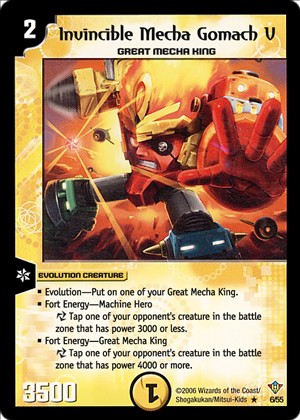 2
Invincible Mecha Gomach V
GREAT MECHA KING
EVOLUTION CREATURE
■ Evolution—Put on one of your Great Mecha King.
■ Fort Energy—Machine Hero
Tap one of your opponent's creature in the battle
zone that has power 3000 or less.
■ Fort Energy—Great Mecha King
Tap one of your opponent's creature in the battle
zone that has power 4000 or more.
3500
1
©2006 Wizards of the Coast/
Shogakukan/Mitsui-Kids ★ 6/55